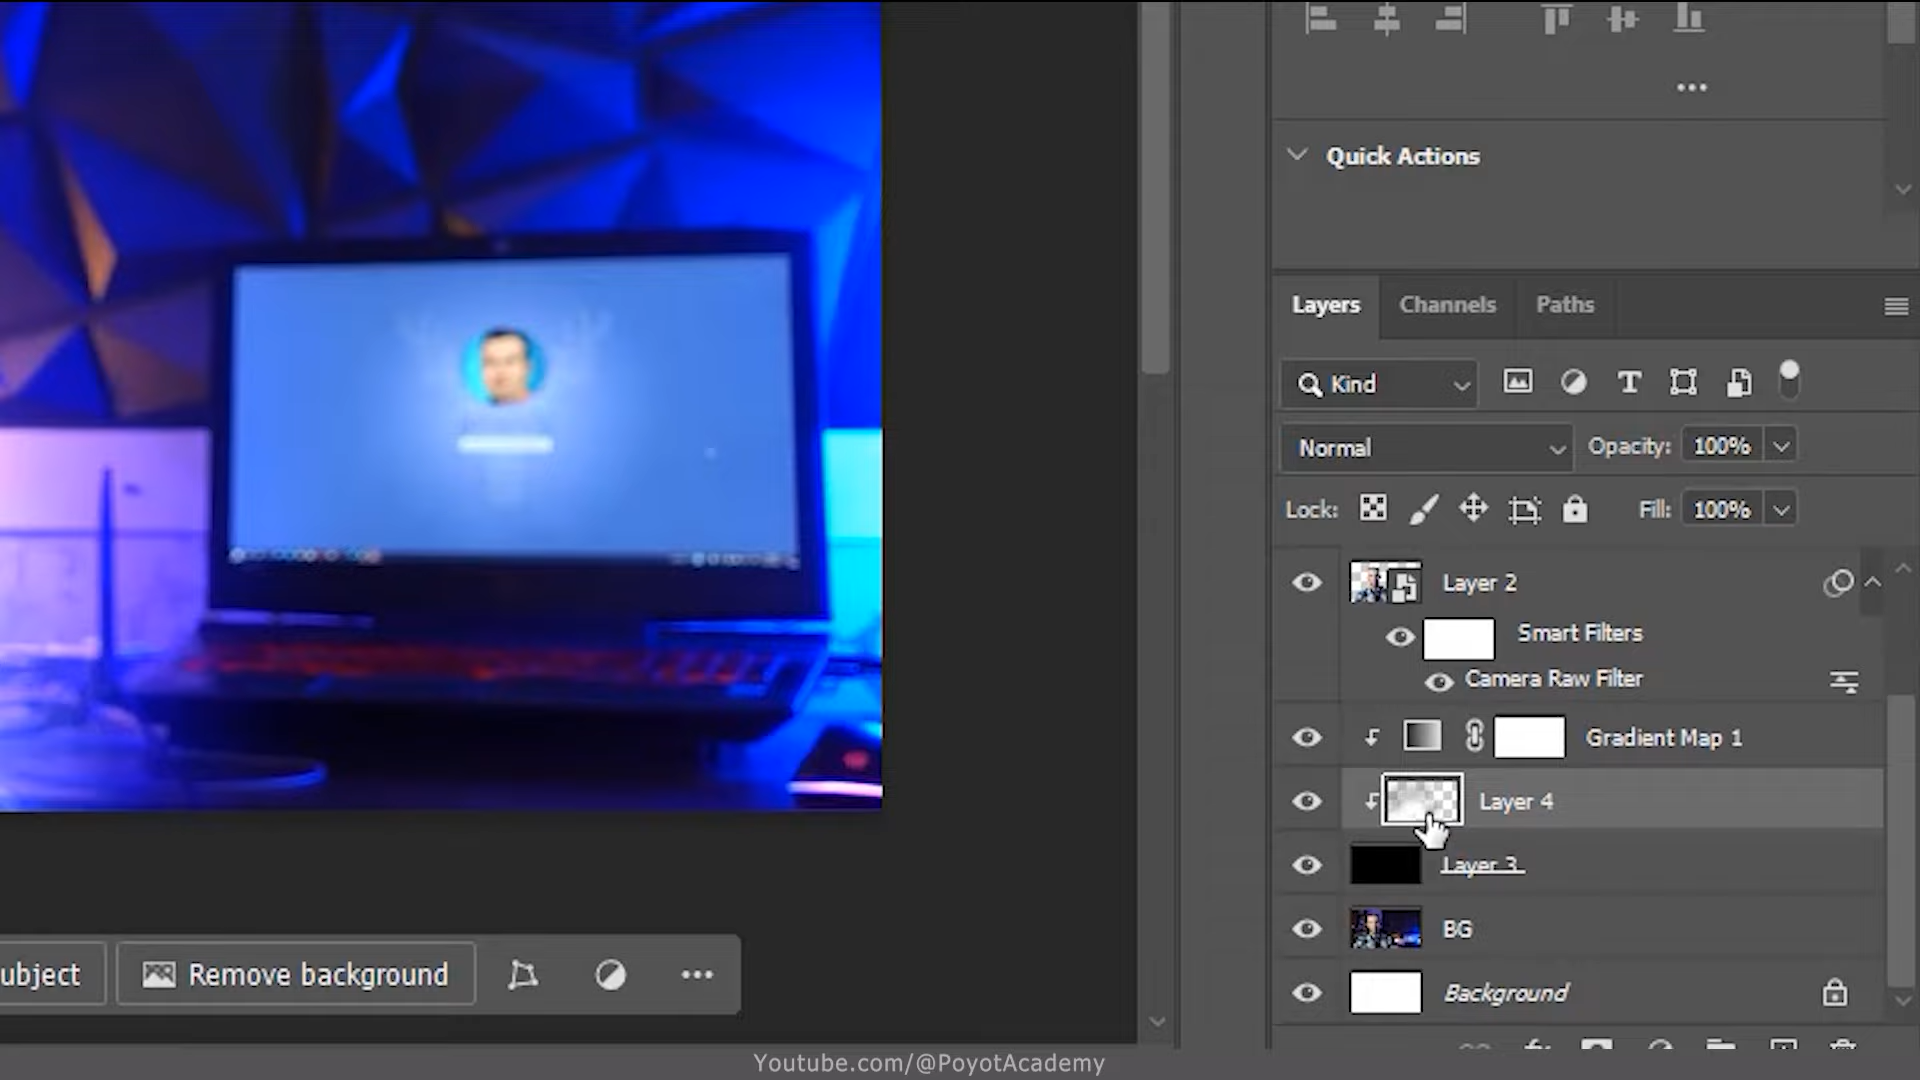 Quick Actions
Layers Channels Paths
Kind
Normal Opacity: 100%
Lock: Fill: 100%
Layer 2
Smart Filters
Camera Raw Filter
Gradient Map 1
Layer 4
Layer 3
BG
Background
ubject Remove background
Youtube.com/@PoyotAcademy